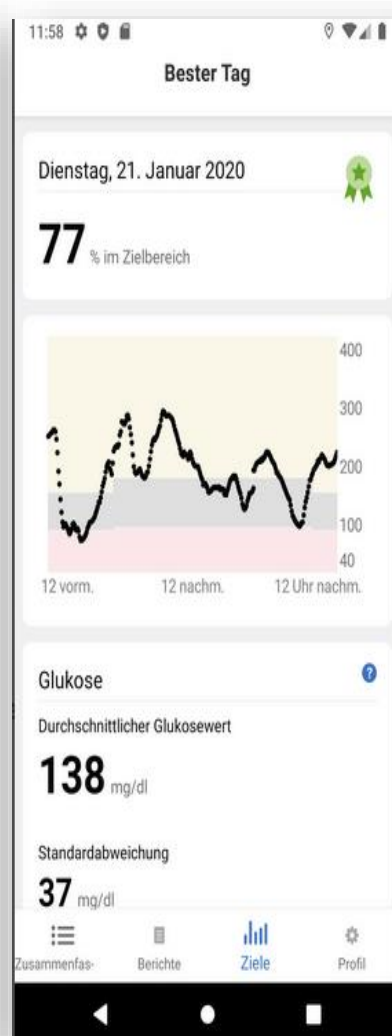 11:58
Bester Tag
Dienstag, 21. Januar 2020
77 % im Zielbereich
400
300
200
100
40
12 vorm. 12 nachm. 12 Uhr nachm.
Glukose
?
Durchschnittlicher Glukosewert
138 mg/dl
Standardabweichung
37 mg/dl
Zusammenfas- Berichte Ziele Profil